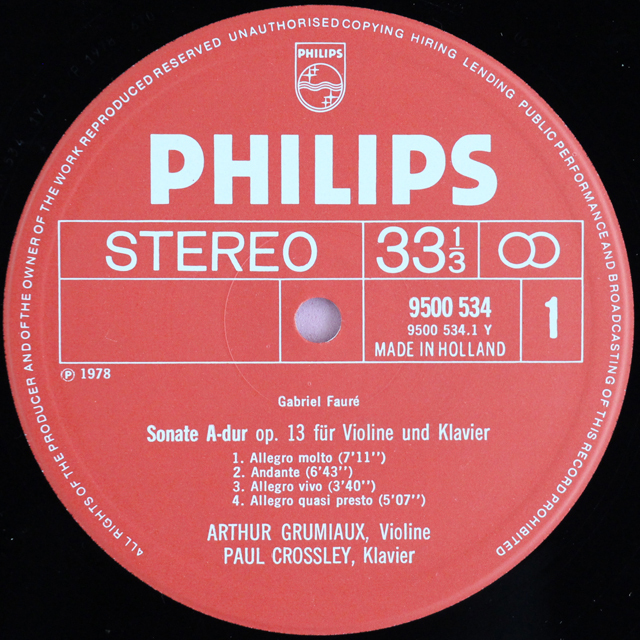 ALL RIGHTS OF THE PRODUCER AND OF THE OWNER OF THE WORK REPRODUCED RESERVED UNAUTHORISED COPYING HIRING LENDING PUBLIC PERFORMANCE AND BROADCASTING OF THIS RECORD PROHIBITED
PHILIPS
PHILIPS
STEREO 33 1/3
9500 534
9500 534.1 Y
MADE IN HOLLAND
1
℗ 1978
Gabriel Fauré
Sonate A-dur op. 13 für Violine und Klavier
1. Allegro molto (7'11'')
2. Andante (6'43'')
3. Allegro vivo (3'40'')
4. Allegro quasi presto (5'07'')
ARTHUR GRUMIAUX, Violine
PAUL CROSSLEY, Klavier